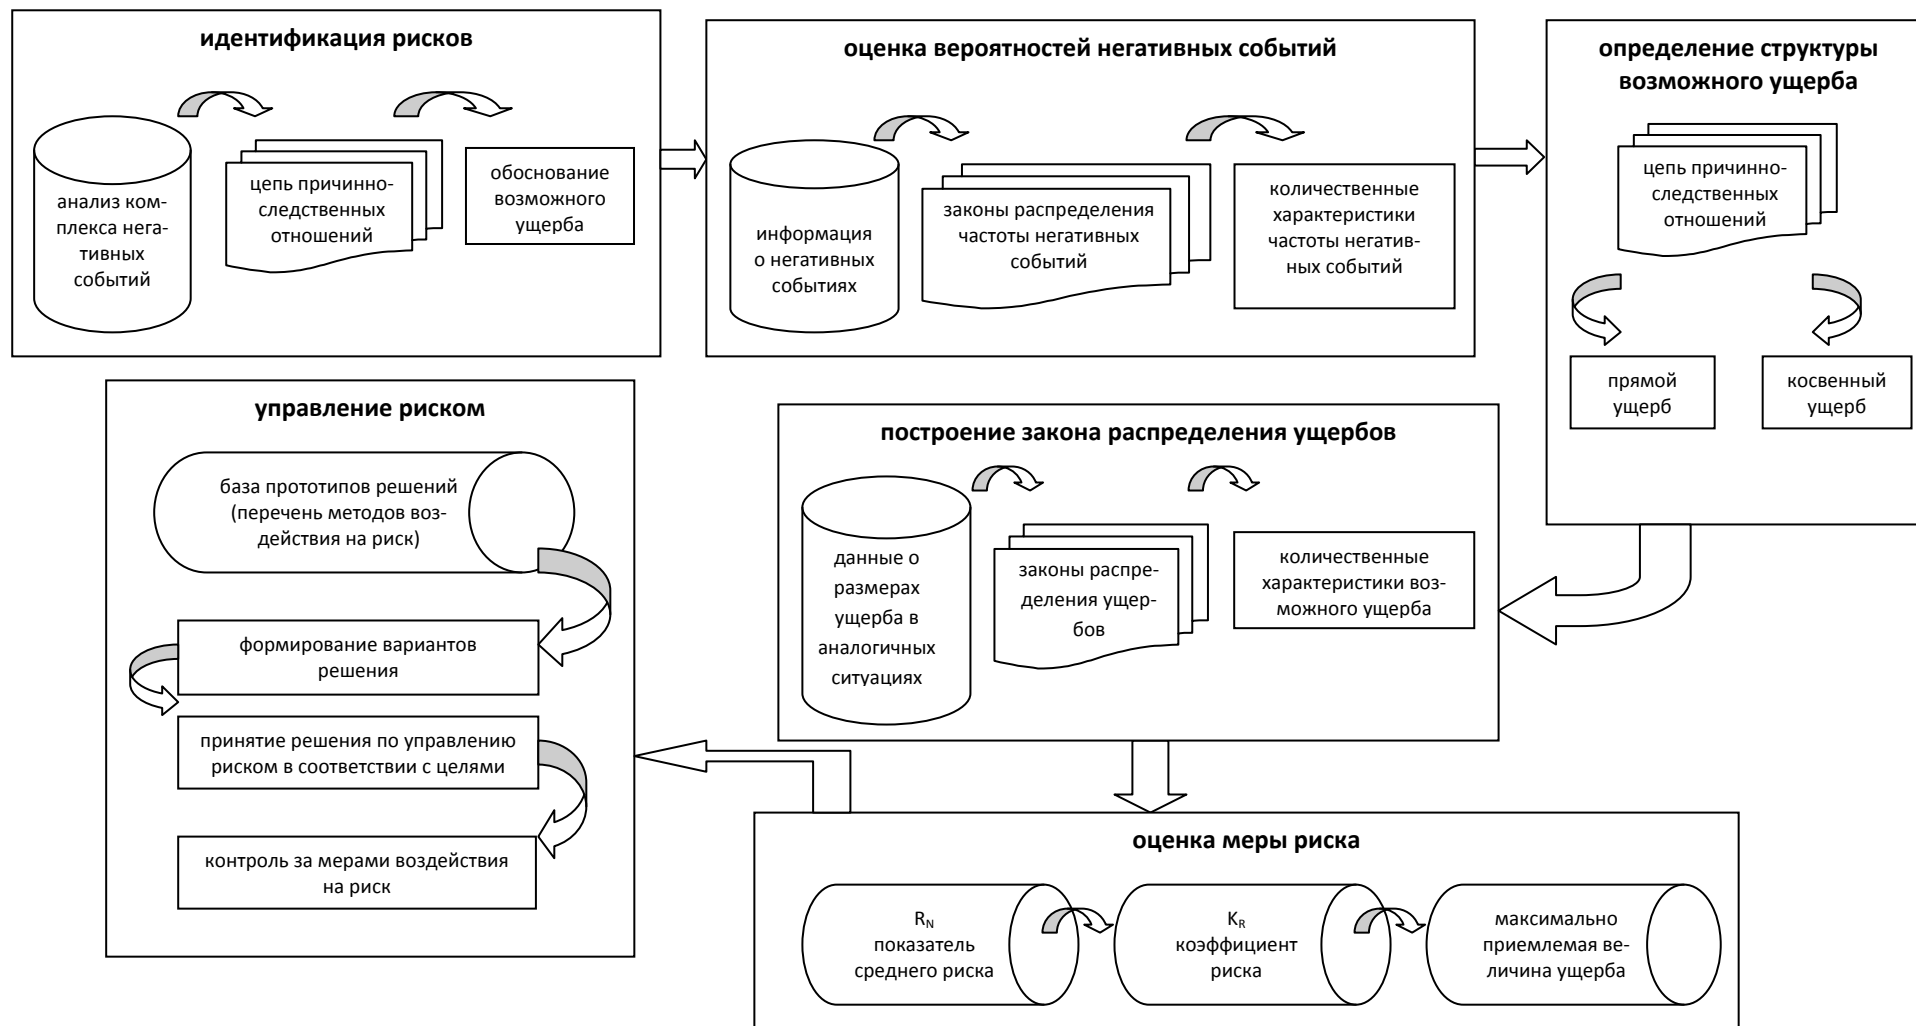 идентификация рисков
анализ ком-
плекса нега-
тивных
событий
цепь причинно-
следственных
отношений
обоснование
возможного
ущерба
оценка вероятностей негативных событий
информация
о негативных
событиях
законы распределения
частоты негативных
событий
количественные
характеристики
частоты негатив-
ных событий
определение структуры
возможного ущерба
цепь причинно-
следственных
отношений
прямой
ущерб
косвенный
ущерб
построение закона распределения ущербов
данные о
размерах
ущерба в
аналогичных
ситуациях
законы распре-
деления ущер-
бов
количественные
характеристики воз-
можного ущерба
оценка меры риска
R_N
показатель
среднего риска
K_R
коэффициент
риска
максимально
приемлемая ве-
личина ущерба
управление риском
база прототипов решений
(перечень методов воз-
действия на риск)
формирование вариантов
решения
принятие решения по управлению
риском в соответствии с целями
контроль за мерами воздействия
на риск